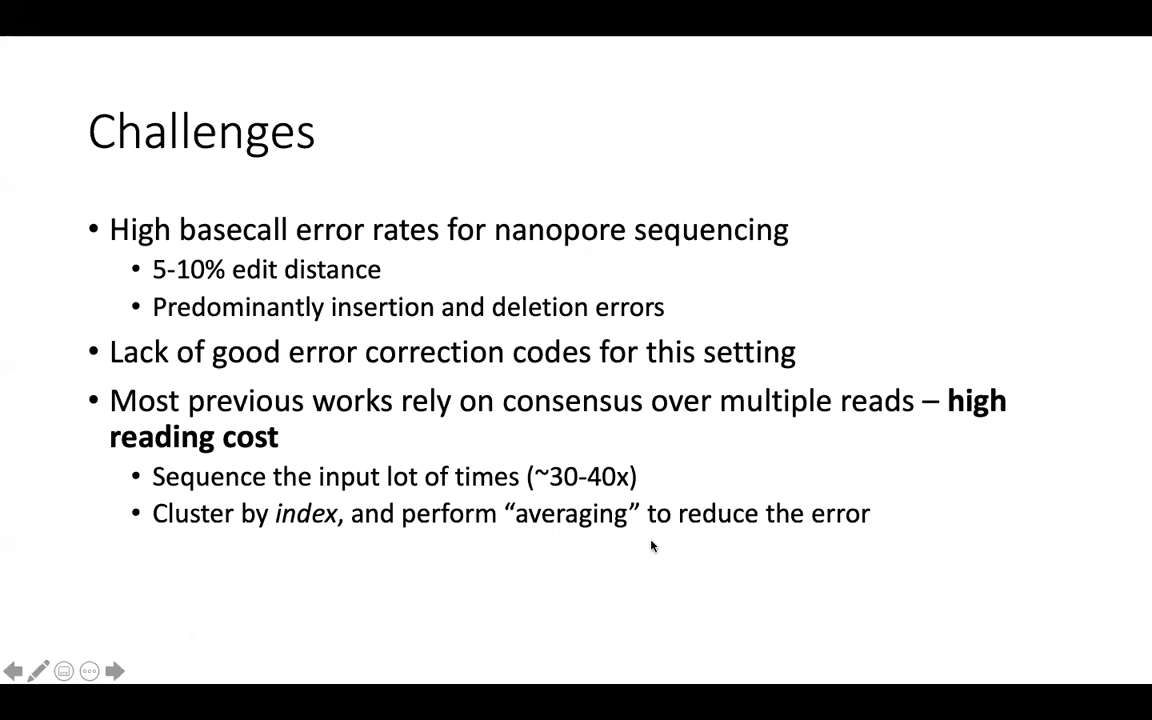 Challenges
• High basecall error rates for nanopore sequencing
• 5-10% edit distance
• Predominantly insertion and deletion errors
• Lack of good error correction codes for this setting
• Most previous works rely on consensus over multiple reads – high
reading cost
• Sequence the input lot of times (~30-40x)
• Cluster by index, and perform “averaging” to reduce the error